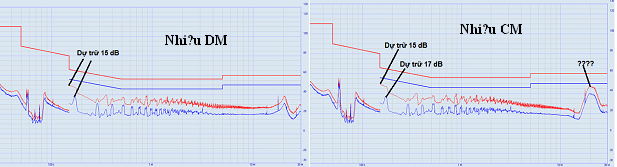 Nhi?u DM
Dự trữ 15 dB
Nhi?u CM
Dự trữ 15 dB
Dự trữ 17 dB
????